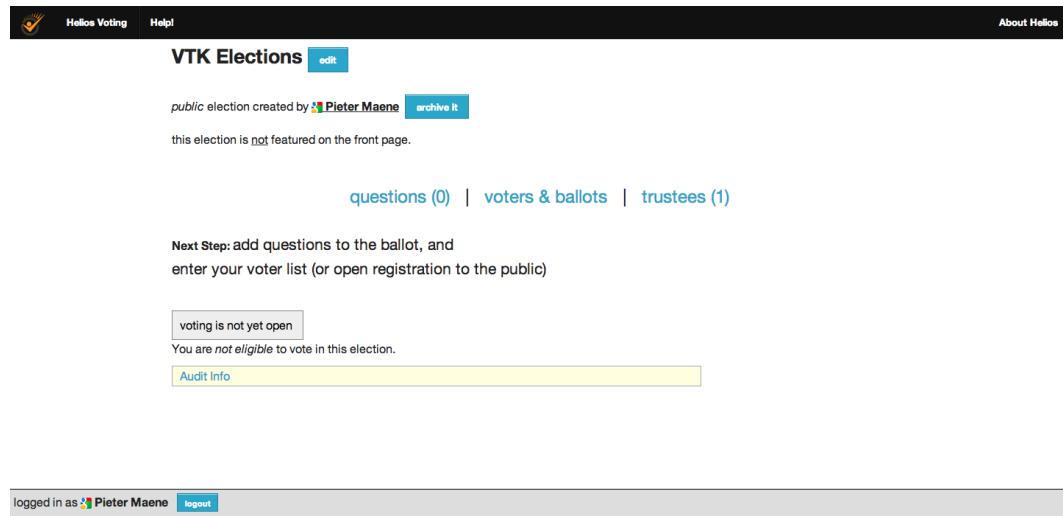 Helios Voting Help! About Helios
VTK Elections edit
public election created by Pieter Maene archive it
this election is not featured on the front page.
questions (0) | voters & ballots | trustees (1)
Next Step: add questions to the ballot, and
enter your voter list (or open registration to the public)
voting is not yet open
You are not eligible to vote in this election.
Audit Info
logged in as Pieter Maene logout